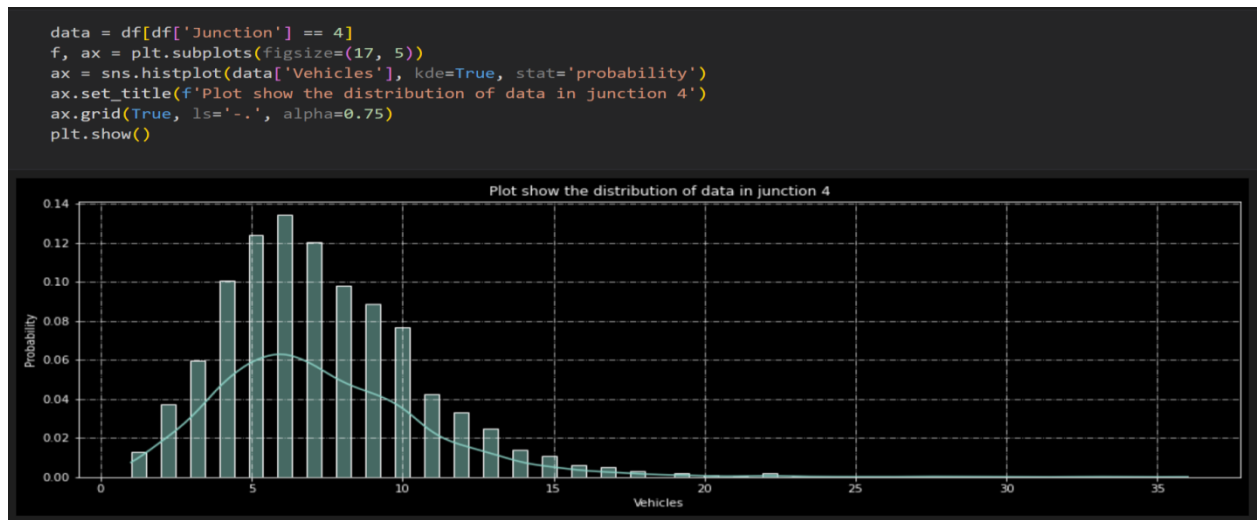 data = df[df['Junction'] == 4]
f, ax = plt.subplots(figsize=(17, 5))
ax = sns.histplot(data['Vehicles'], kde=True, stat='probability')
ax.set_title(f'Plot show the distribution of data in junction 4')
ax.grid(True, ls='-.', alpha=0.75)
plt.show()
Plot show the distribution of data in junction 4
0.14
0.12
0.10
0.08
0.06
0.04
0.02
0.00
Probability
0 5 10 15 20 25 30 35
Vehicles